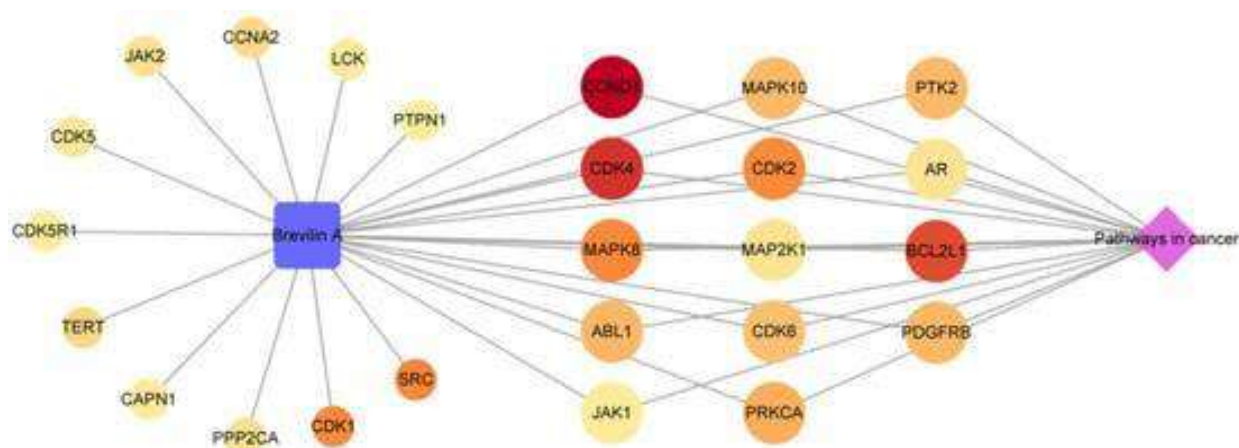 CCNA2
JAK2
LCK
PTPN1
CDK5
CDK5R1
Brevilin A
TERT
CAPN1
PPP2CA
CDK1
SRC
CCND1
MAPK10
PTK2
CDK4
CDK2
AR
MAPK8
MAP2K1
BCL2L1
Pathways in cancer
ABL1
CDK6
PDGFRB
JAK1
PRKCA